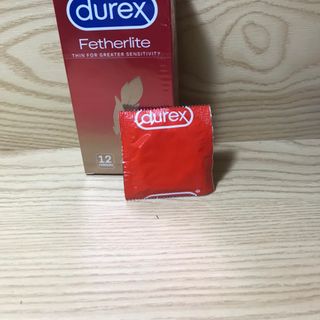 durex
Fetherlite
THIN FOR GREATER SENSITIVITY
12
durex
®